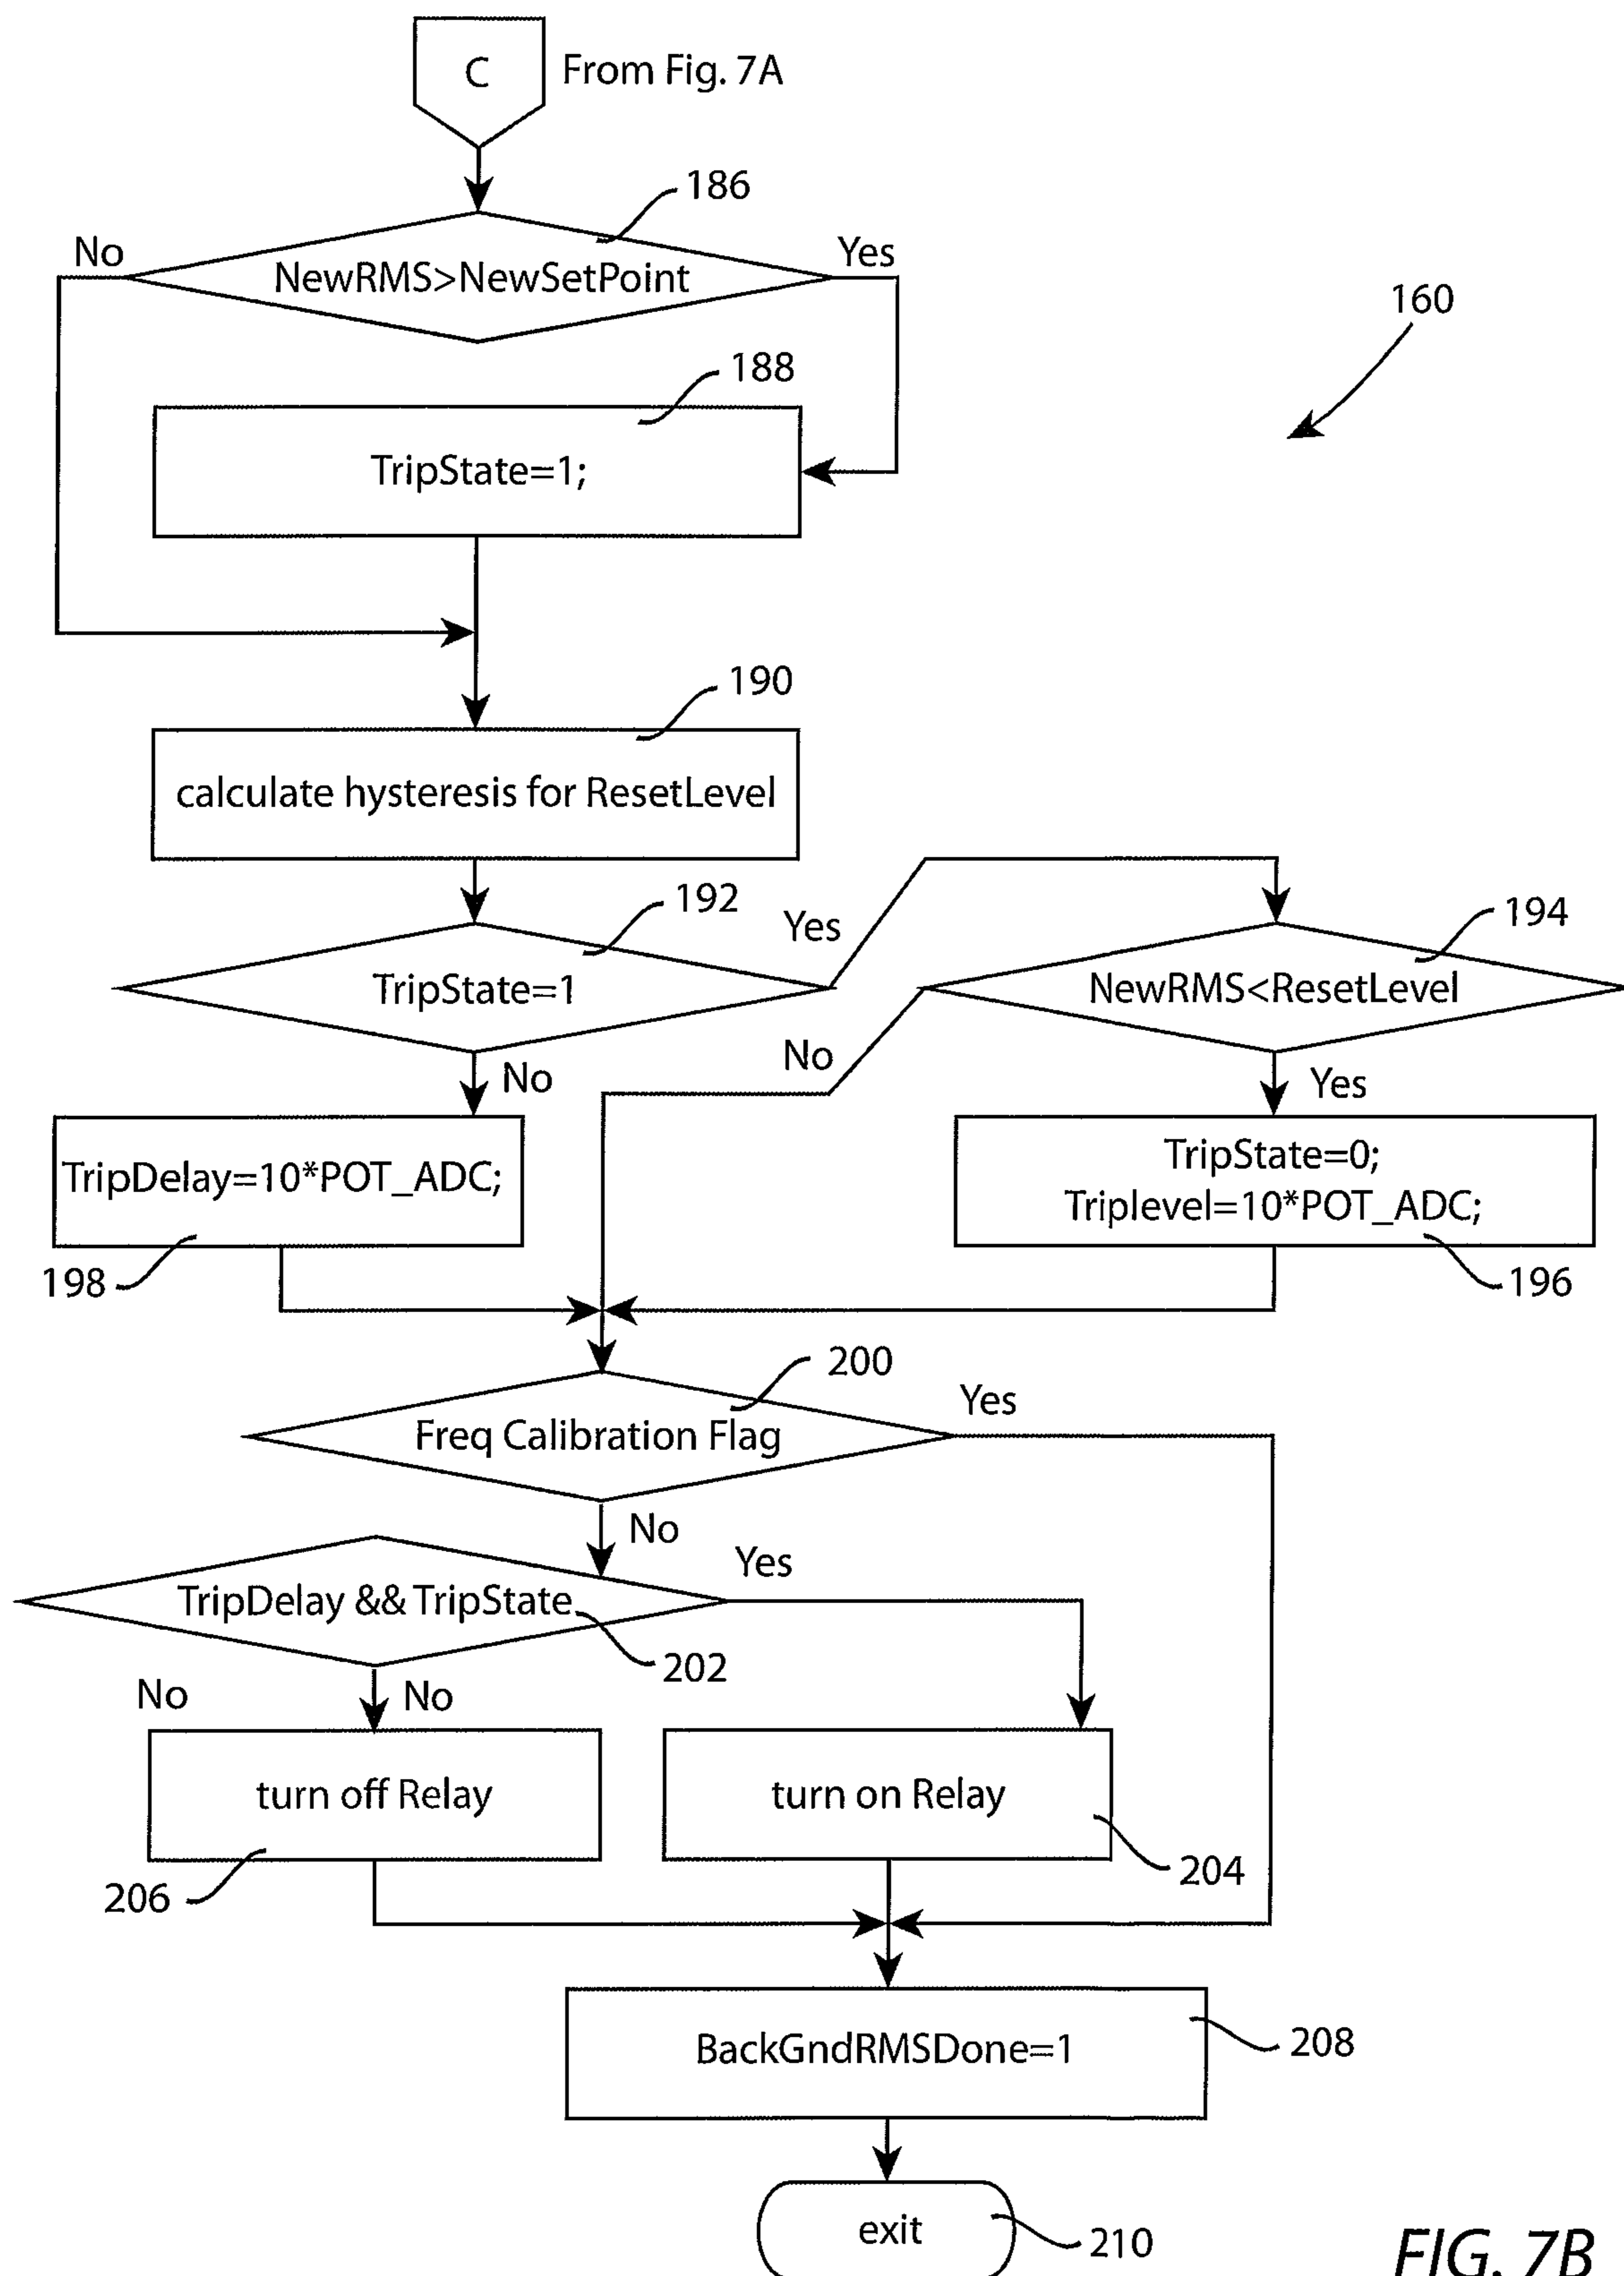 C
From Fig. 7A
186
No
Yes
NewRMS>NewSetPoint
160
188
TripState=1;
190
calculate hysteresis for ResetLevel
192
Yes
194
TripState=1
NewRMS<ResetLevel
No
No
Yes
TripDelay=10*POT_ADC;
TripState=0;
Triplevel=10*POT_ADC;
198
196
200
Yes
Freq Calibration Flag
No
Yes
TripDelay && TripState
202
No
No
turn off Relay
turn on Relay
204
206
BackGndRMSDone=1
208
exit
210
FIG. 7B